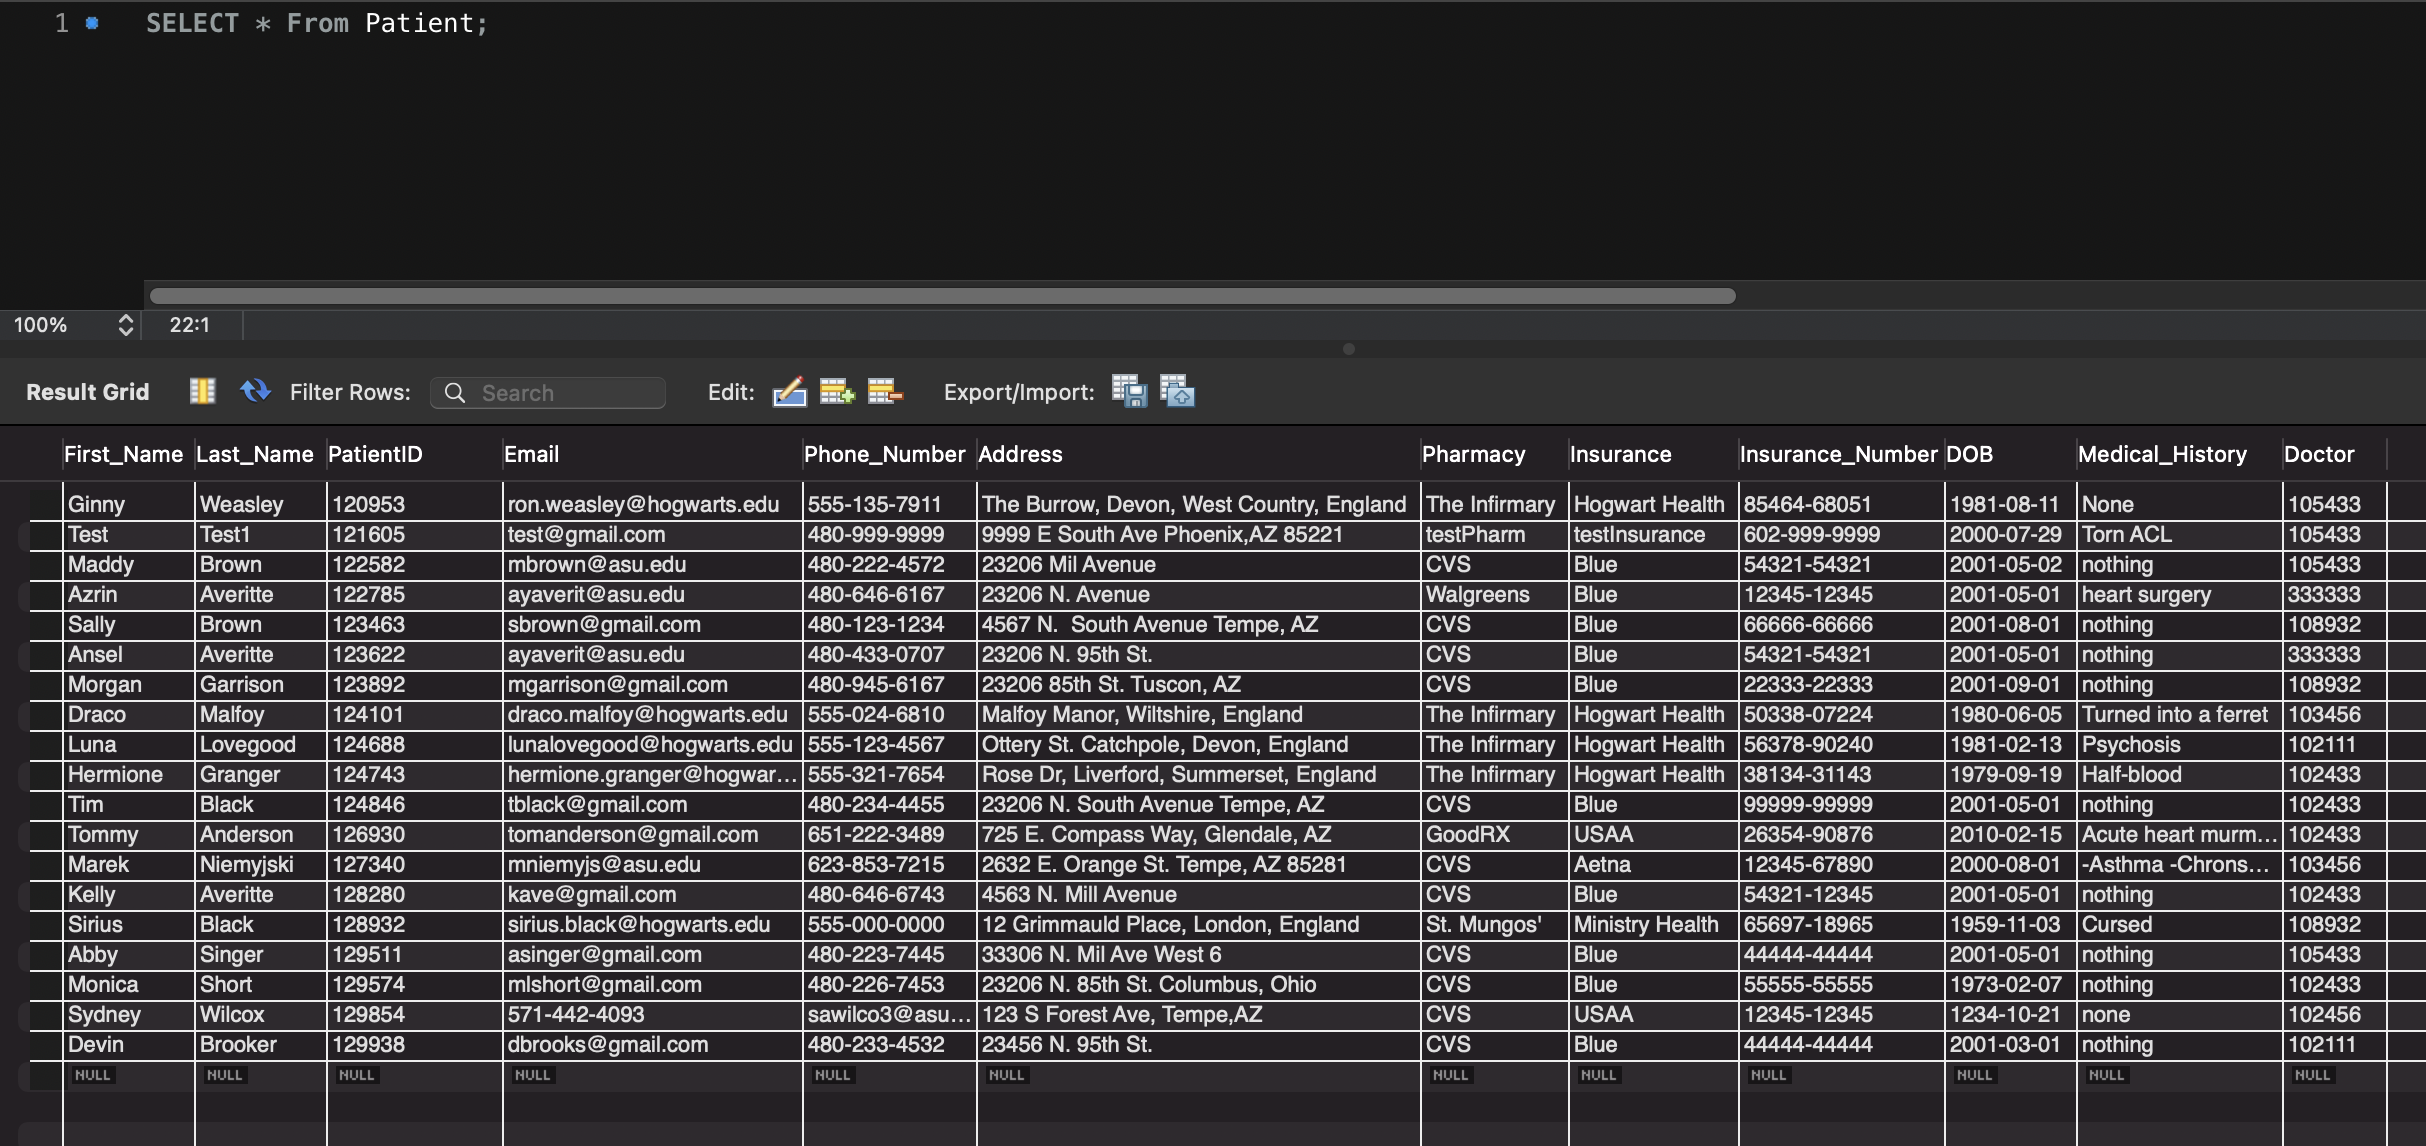 1 SELECT * From Patient;
100% 22:1
Result Grid Filter Rows: Search Edit: Export/Import:
First_Name Last_Name PatientID Email Phone_Number Address Pharmacy Insurance Insurance_Number DOB Medical_History Doctor
Ginny Weasley 120953 ron.weasley@hogwarts.edu 555-135-7911 The Burrow, Devon, West Country, England The Infirmary Hogwart Health 85464-68051 1981-08-11 None 105433
Test Test1 121605 test@gmail.com 480-999-9999 9999 E South Ave Phoenix,AZ 85221 testPharm testInsurance 602-999-9999 2000-07-29 Torn ACL 105433
Maddy Brown 122582 mbrown@asu.edu 480-222-4572 23206 Mil Avenue CVS Blue 54321-54321 2001-05-02 nothing 105433
Azrin Averitte 122785 ayaverit@asu.edu 480-646-6167 23206 N. Avenue Walgreens Blue 12345-12345 2001-05-01 heart surgery 333333
Sally Brown 123463 sbrown@gmail.com 480-123-1234 4567 N.  South Avenue Tempe, AZ CVS Blue 66666-66666 2001-08-01 nothing 108932
Ansel Averitte 123622 ayaverit@asu.edu 480-433-0707 23206 N. 95th St. CVS Blue 54321-54321 2001-05-01 nothing 333333
Morgan Garrison 123892 mgarrison@gmail.com 480-945-6167 23206 85th St. Tuscon, AZ CVS Blue 22333-22333 2001-09-01 nothing 108932
Draco Malfoy 124101 draco.malfoy@hogwarts.edu 555-024-6810 Malfoy Manor, Wiltshire, England The Infirmary Hogwart Health 50338-07224 1980-06-05 Turned into a ferret 103456
Luna Lovegood 124688 lunalovegood@hogwarts.edu 555-123-4567 Ottery St. Catchpole, Devon, England The Infirmary Hogwart Health 56378-90240 1981-02-13 Psychosis 102111
Hermione Granger 124743 hermione.granger@hogwar... 555-321-7654 Rose Dr, Liverford, Summerset, England The Infirmary Hogwart Health 38134-31143 1979-09-19 Half-blood 102433
Tim Black 124846 tblack@gmail.com 480-234-4455 23206 N. South Avenue Tempe, AZ CVS Blue 99999-99999 2001-05-01 nothing 102433
Tommy Anderson 126930 tomanderson@gmail.com 651-222-3489 725 E. Compass Way, Glendale, AZ GoodRX USAA 26354-90876 2010-02-15 Acute heart murm... 102433
Marek Niemyjski 127340 mniemyjs@asu.edu 623-853-7215 2632 E. Orange St. Tempe, AZ 85281 CVS Aetna 12345-67890 2000-08-01 -Asthma -Chrons... 103456
Kelly Averitte 128280 kave@gmail.com 480-646-6743 4563 N. Mill Avenue CVS Blue 54321-12345 2001-05-01 nothing 102433
Sirius Black 128932 sirius.black@hogwarts.edu 555-000-0000 12 Grimmauld Place, London, England St. Mungos' Ministry Health 65697-18965 1959-11-03 Cursed 108932
Abby Singer 129511 asinger@gmail.com 480-223-7445 33306 N. Mil Ave West 6 CVS Blue 44444-44444 2001-05-01 nothing 105433
Monica Short 129574 mlshort@gmail.com 480-226-7453 23206 N. 85th St. Columbus, Ohio CVS Blue 55555-55555 1973-02-07 nothing 102433
Sydney Wilcox 129854 571-442-4093 sawilco3@asu... 123 S Forest Ave, Tempe,AZ CVS USAA 12345-12345 1234-10-21 none 102456
Devin Brooker 129938 dbrooks@gmail.com 480-233-4532 23456 N. 95th St. CVS Blue 44444-44444 2001-03-01 nothing 102111
NULL NULL NULL NULL NULL NULL NULL NULL NULL NULL NULL NULL